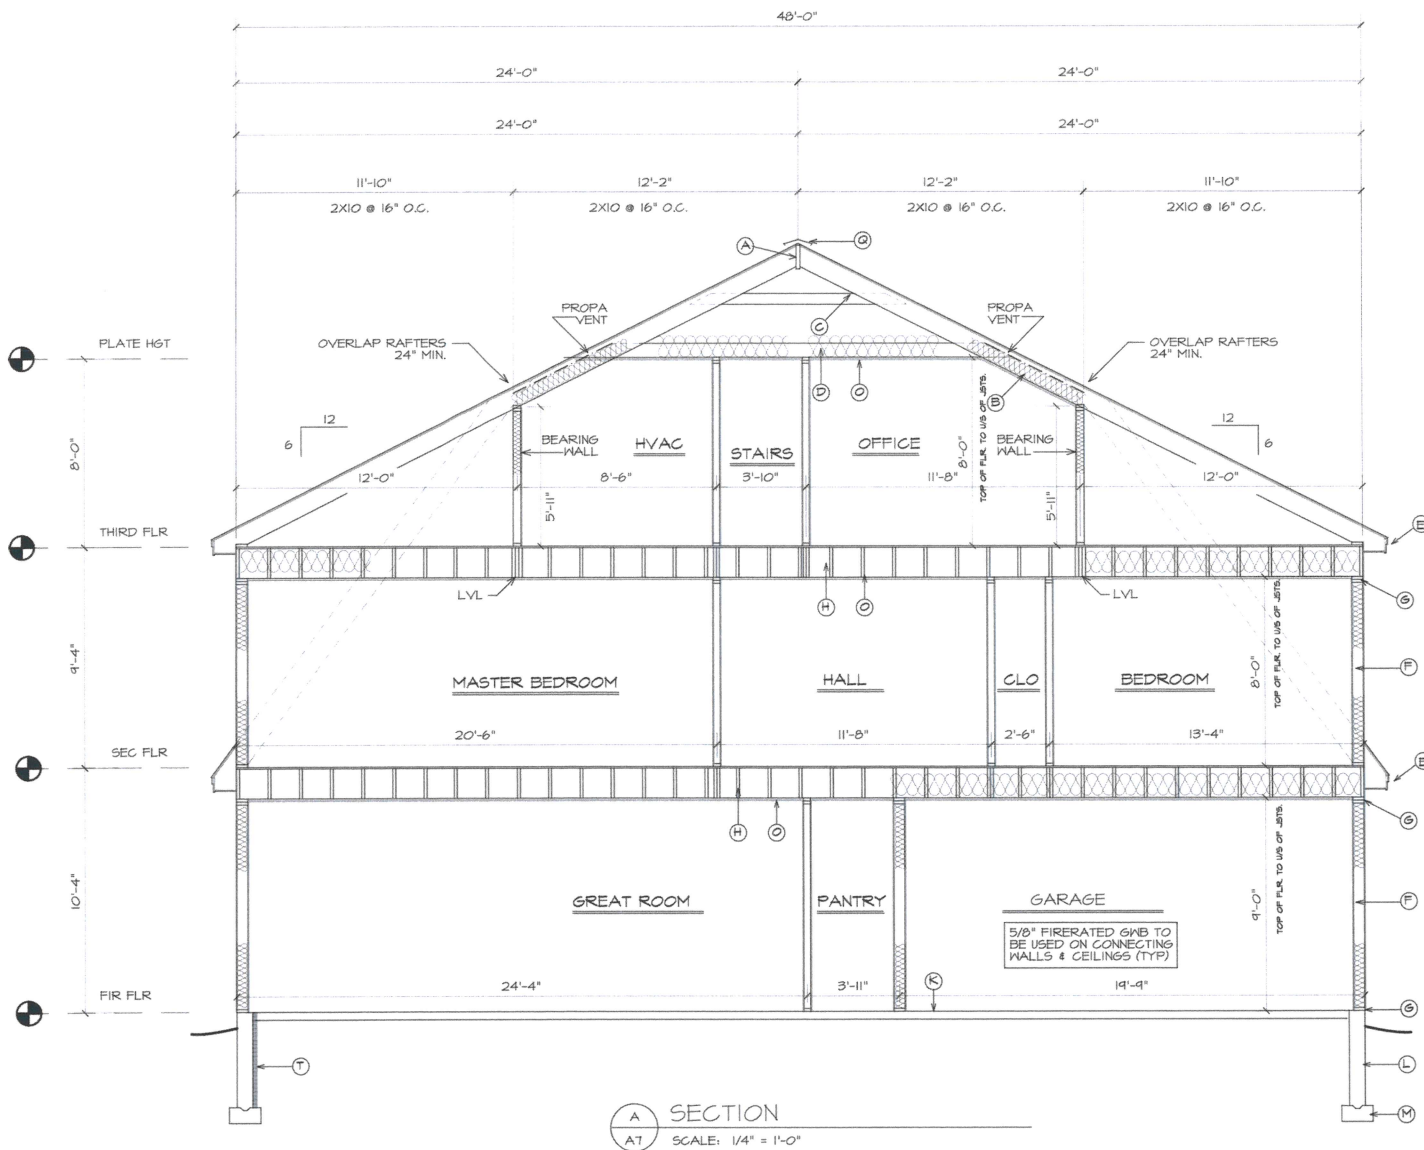 48'-0"
24'-0" 24'-0"
24'-0" 24'-0"
11'-10" 12'-2" 12'-2" 11'-10"
2X10 @ 16" O.C. 2X10 @ 16" O.C. 2X10 @ 16" O.C. 2X10 @ 16" O.C.
A Q
PROPA
VENT
C
PROPA
VENT
PLATE HGT
OVERLAP RAFTERS
24" MIN.
OVERLAP RAFTERS
24" MIN.
D O B
12
6
12
6
8'-0"
BEARING
WALL
HVAC
STAIRS
OFFICE
8'-0"
TOP OF FLR. TO U/S OF JSTS.
BEARING
WALL
12'-0" 8'-6" 3'-10" 11'-8" 12'-0"
5'-11" 5'-11"
THIRD FLR
E
LVL H O LVL
G
9'-4"
MASTER BEDROOM
HALL
CLO
BEDROOM
8'-0"
TOP OF FLR. TO U/S OF JSTS.
F
20'-6" 11'-8" 2'-6" 13'-4"
SEC FLR
E
H O
G
10'-4"
GREAT ROOM
PANTRY
GARAGE
9'-0"
TOP OF FLR. TO U/S OF JSTS.
F
5/8" FIRERATED GWB TO
BE USED ON CONNECTING
WALLS & CEILINGS (TYP)
24'-4" 3'-11" K 19'-9"
FIR FLR
G
T L
M
A SECTION
A7 SCALE: 1/4" = 1'-0"